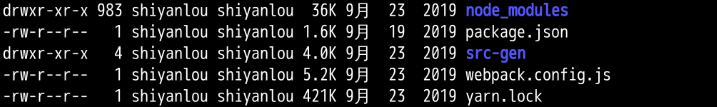 drwxr-xr-x 983 shiyanlou shiyanlou  36K 9月  23  2019 node_modules
-rw-r--r--   1 shiyanlou shiyanlou 1.6K 9月  19  2019 package.json
drwxr-xr-x   4 shiyanlou shiyanlou 4.0K 9月  23  2019 src-gen
-rw-r--r--   1 shiyanlou shiyanlou 5.2K 9月  23  2019 webpack.config.js
-rw-r--r--   1 shiyanlou shiyanlou 421K 9月  23  2019 yarn.lock